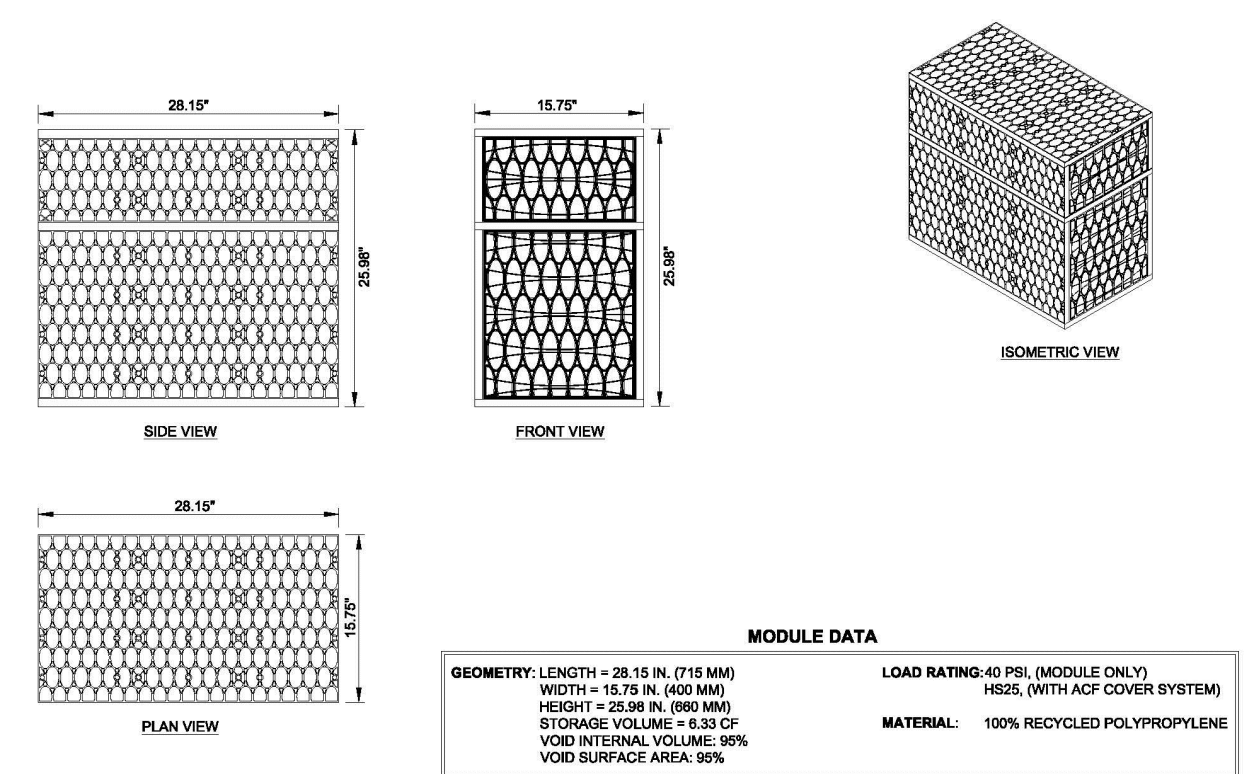 28.15"
15.75"
25.98"
25.98"
ISOMETRIC VIEW
SIDE VIEW
FRONT VIEW
28.15"
15.75"
PLAN VIEW
MODULE DATA
GEOMETRY: LENGTH = 28.15 IN. (715 MM)
WIDTH = 15.75 IN. (400 MM)
HEIGHT = 25.98 IN. (660 MM)
STORAGE VOLUME = 6.33 CF
VOID INTERNAL VOLUME: 95%
VOID SURFACE AREA: 95%
LOAD RATING: 40 PSI, (MODULE ONLY)
HS25, (WITH ACF COVER SYSTEM)
MATERIAL: 100% RECYCLED POLYPROPYLENE